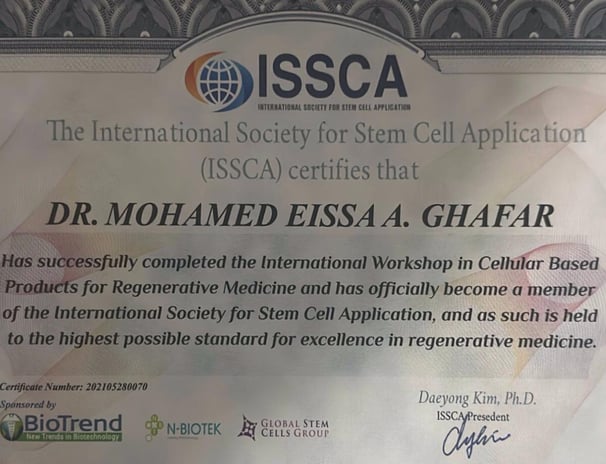 ISSCA
INTERNATIONAL SOCIETY FOR STEM CELL APPLICATION
The International Society for Stem Cell Application
(ISSCA) certifies that
DR. MOHAMED EISSA A. GHAFAR
Has successfully completed the International Workshop in Cellular Based
Products for Regenerative Medicine and has officially become a member
of the International Society for Stem Cell Application, and as such is held
to the highest possible standard for excellence in regenerative medicine.
Certificate Number: 202105280070
Sponsored by
BioTrend
New Trends in Biotechnology
N-BIOTEK
GLOBAL STEM
CELLS GROUP
Daeyong Kim, Ph.D.
ISSCA Presedent